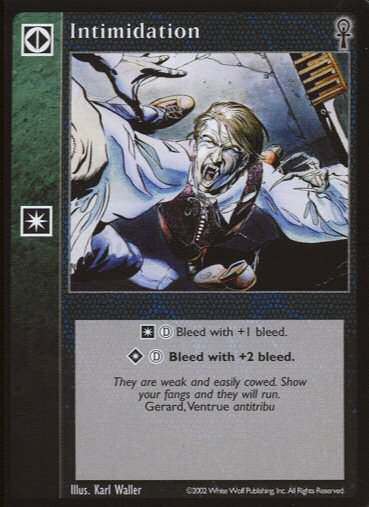 Intimidation
D Bleed with +1 bleed.
D Bleed with +2 bleed.
They are weak and easily cowed. Show
your fangs and they will run.
Gerard, Ventrue antitribu
Illus. Karl Waller
©2002 White Wolf Publishing, Inc. All Rights Reserved.